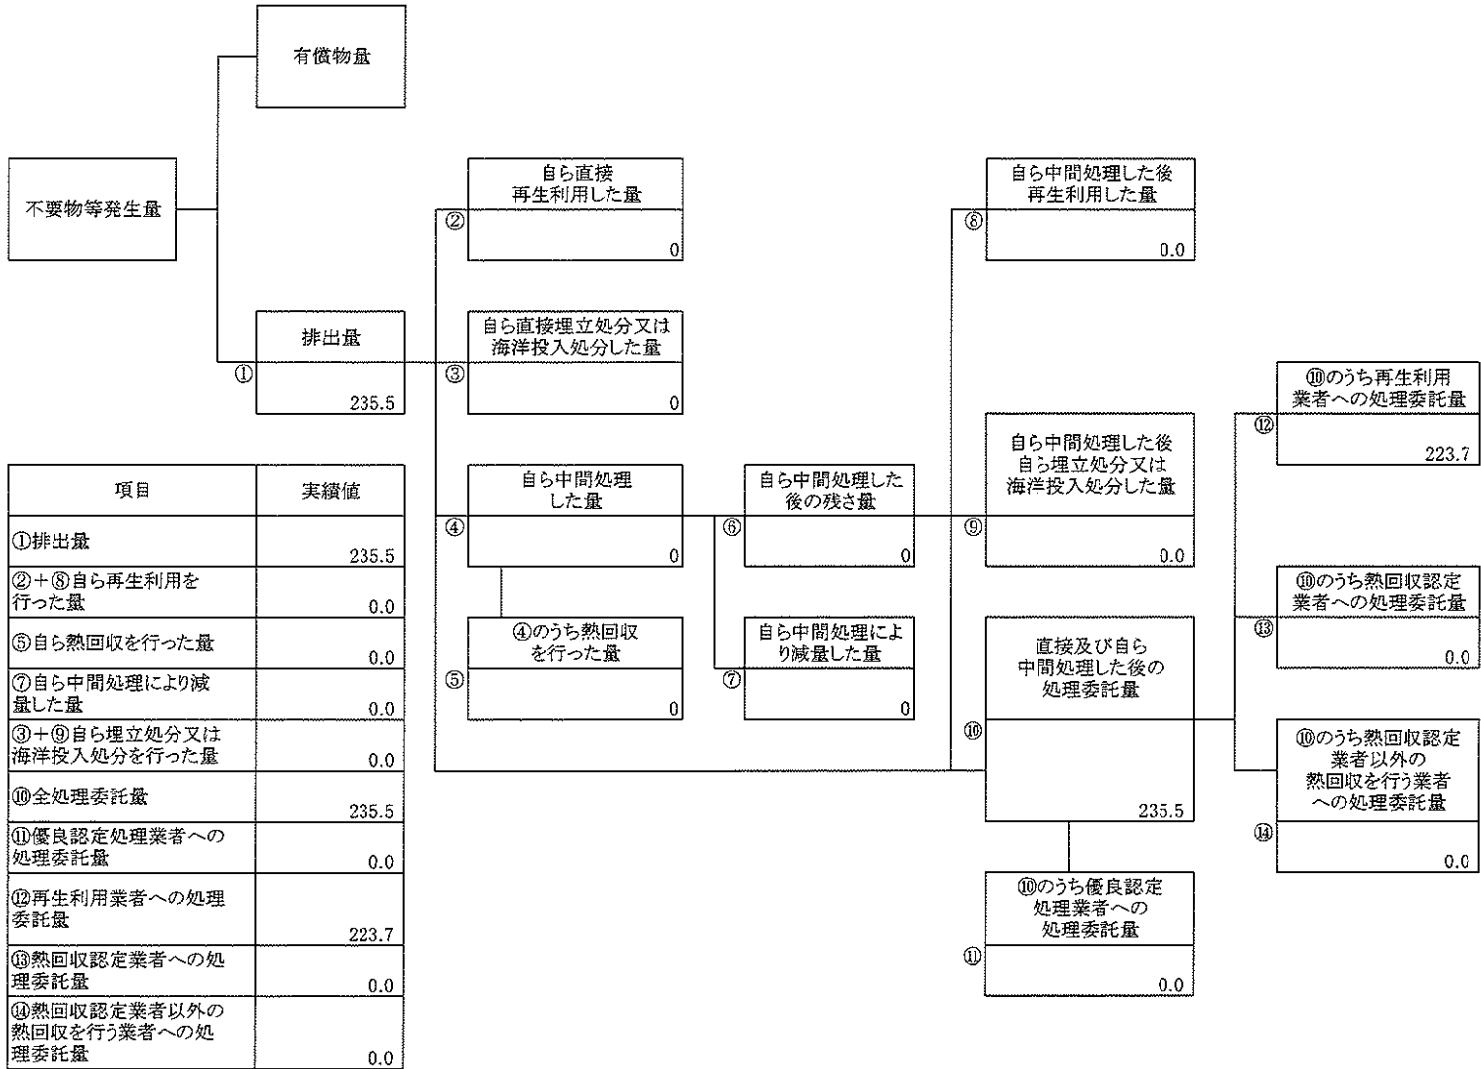 有償物量
不要物等発生量
自ら直接
再生利用した量
②
0
自ら中間処理した後
再生利用した量
⑧
0.0
排出量
①
235.5
自ら直接埋立処分又は
海洋投入処分した量
③
0
⑩のうち再生利用
業者への処理委託量
⑫
223.7
自ら中間処理
した量
④
0
自ら中間処理した
後の残さ量
⑥
0
自ら中間処理した後
自ら埋立処分又は
海洋投入処分した量
⑨
0.0
⑩のうち熱回収認定
業者への処理委託量
⑬
0.0
④のうち熱回収
を行った量
⑤
0
自ら中間処理によ
り減量した量
⑦
0
直接及び自ら
中間処理した後の
処理委託量
⑩
235.5
⑩のうち熱回収認定
業者以外の
熱回収を行う業者
への処理委託量
⑭
0.0
⑩のうち優良認定
処理業者への
処理委託量
⑪
0.0
項目 実績値
①排出量
235.5
②+⑧自ら再生利用を
行った量
0.0
⑤自ら熱回収を行った量
0.0
⑦自ら中間処理により減
量した量
0.0
③+⑨自ら埋立処分又は
海洋投入処分を行った量
0.0
⑩全処理委託量
235.5
⑪優良認定処理業者への
処理委託量
0.0
⑫再生利用業者への処理
委託量
223.7
⑬熱回収認定業者への処
理委託量
0.0
⑭熱回収認定業者以外の
熱回収を行う業者への処
理委託量
0.0